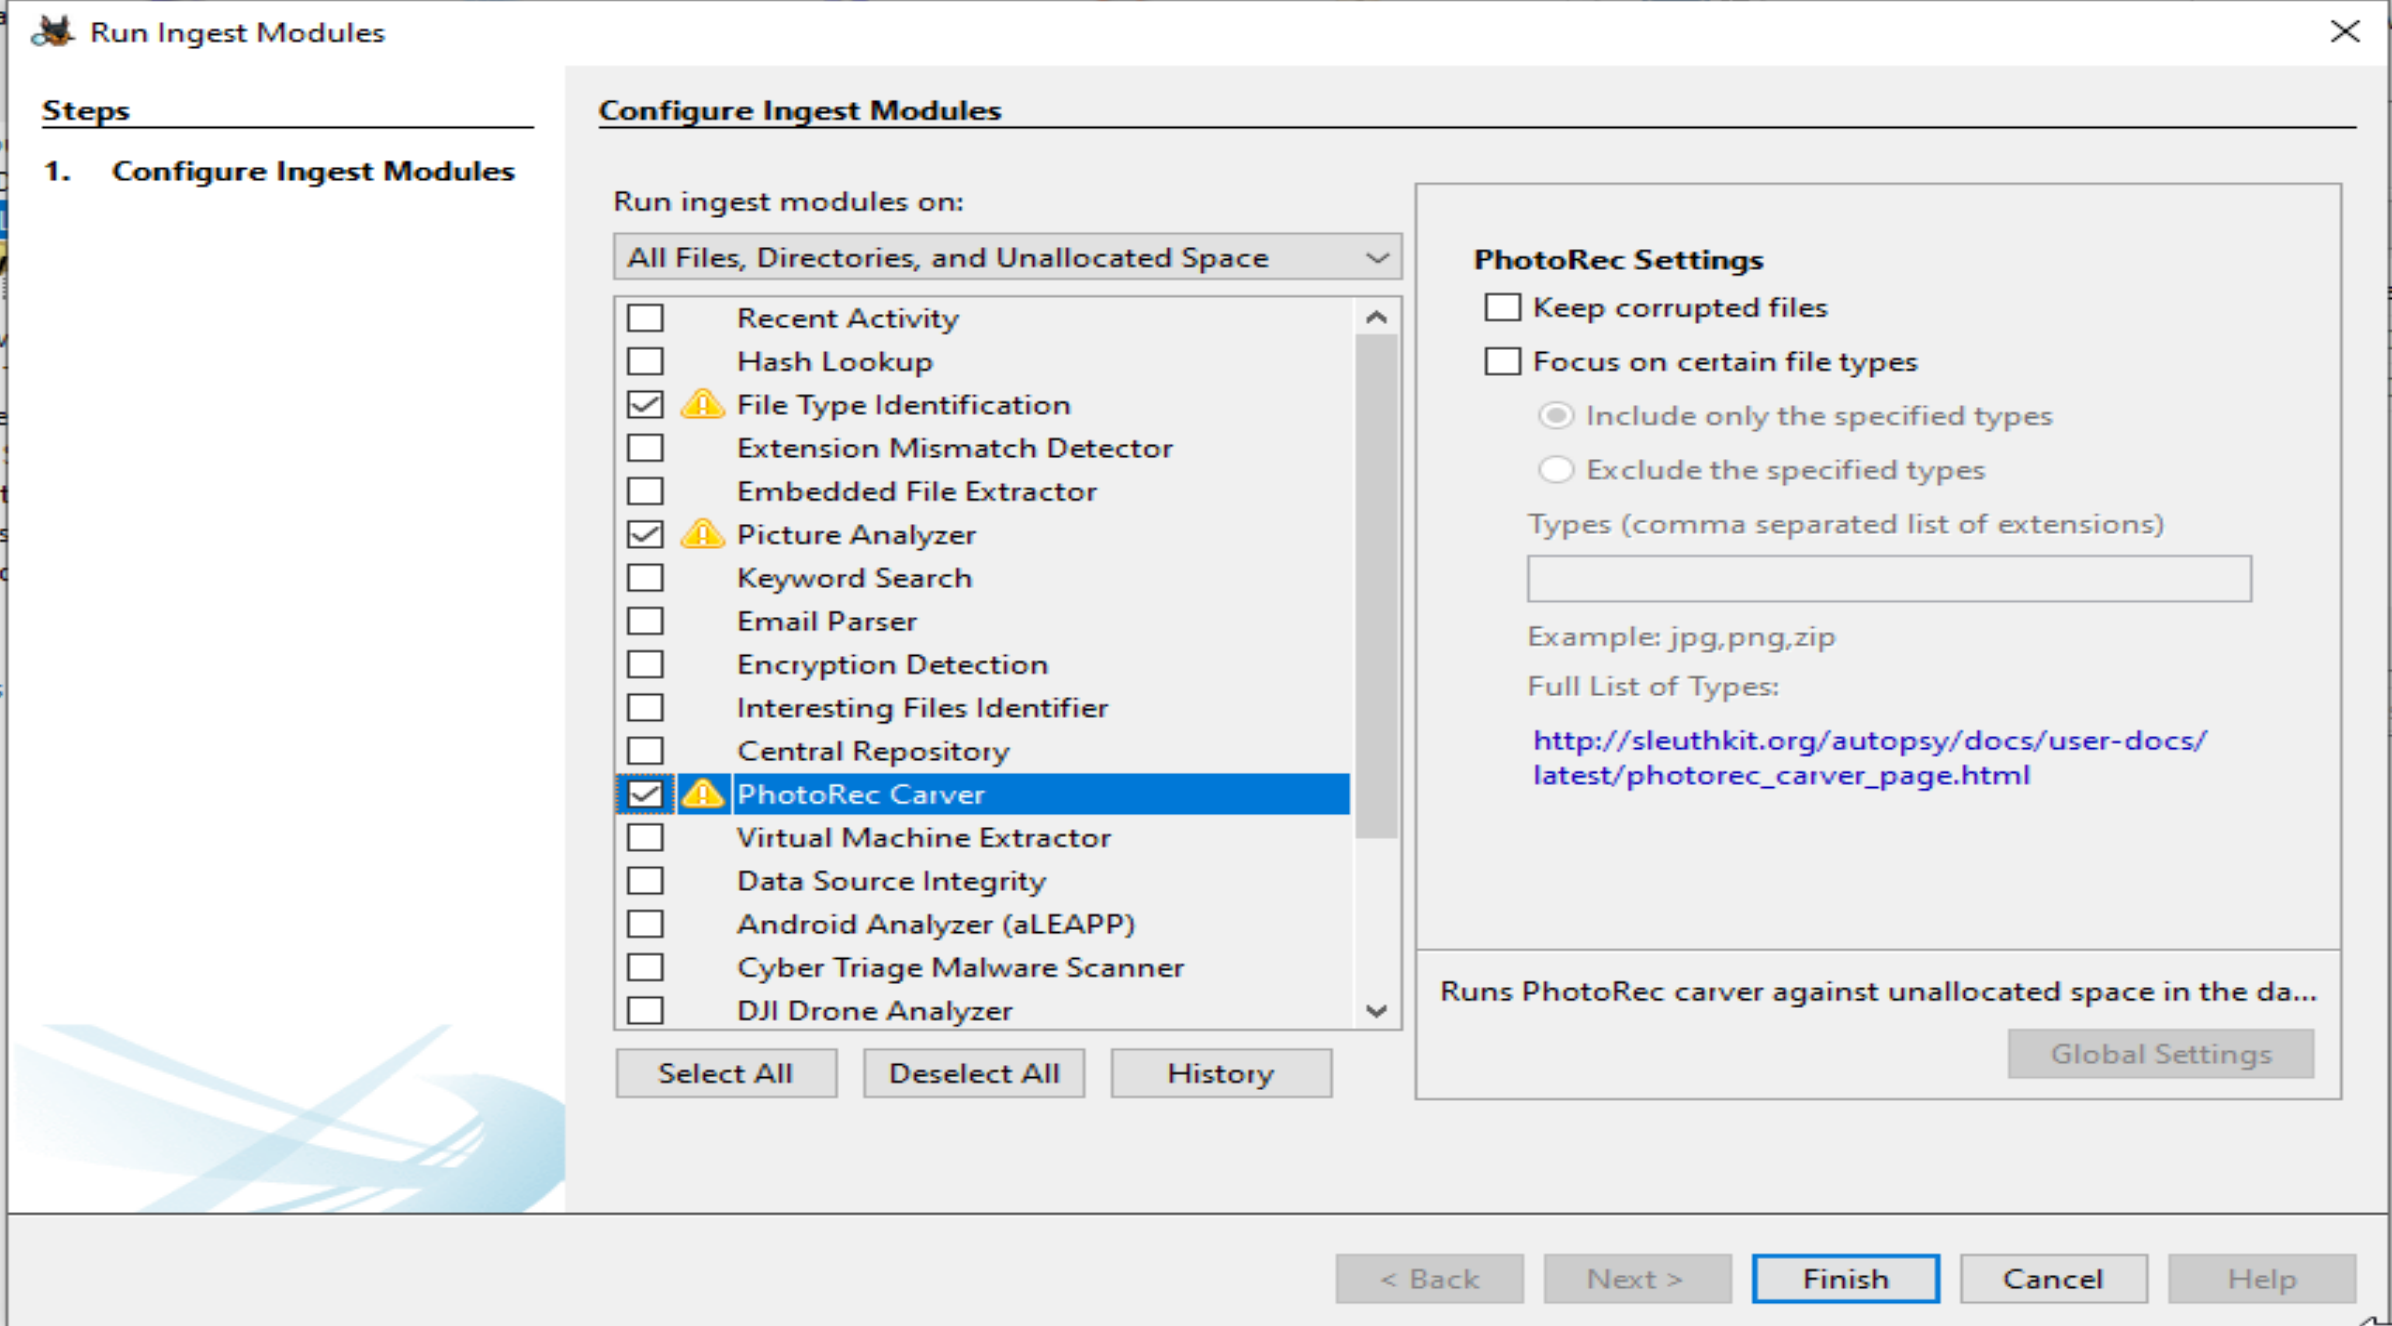 Run Ingest Modules
Steps
1. Configure Ingest Modules
Configure Ingest Modules
Run ingest modules on:
All Files, Directories, and Unallocated Space
Recent Activity
Hash Lookup
File Type Identification
Extension Mismatch Detector
Embedded File Extractor
Picture Analyzer
Keyword Search
Email Parser
Encryption Detection
Interesting Files Identifier
Central Repository
PhotoRec Carver
Virtual Machine Extractor
Data Source Integrity
Android Analyzer (aLEAPP)
Cyber Triage Malware Scanner
DJI Drone Analyzer
Select All
Deselect All
History
PhotoRec Settings
Keep corrupted files
Focus on certain file types
Include only the specified types
Exclude the specified types
Types (comma separated list of extensions)
Example: jpg,png,zip
Full List of Types:
http://sleuthkit.org/autopsy/docs/user-docs/
latest/photorec_carver_page.html
Runs PhotoRec carver against unallocated space in the da...
Global Settings
< Back
Next >
Finish
Cancel
Help